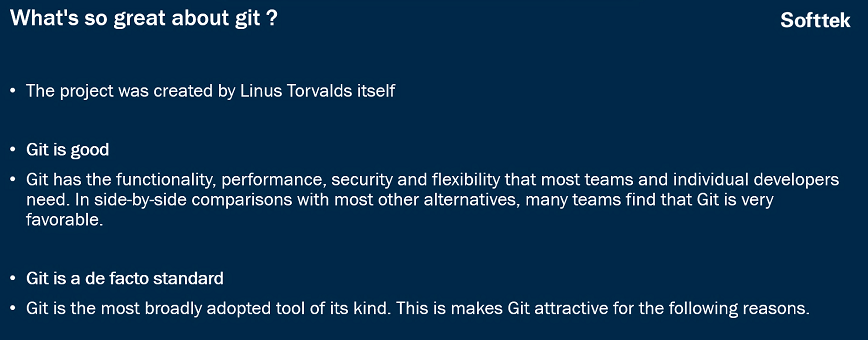 What's so great about git ?
Softtek
• The project was created by Linus Torvalds itself
• Git is good
• Git has the functionality, performance, security and flexibility that most teams and individual developers
need. In side-by-side comparisons with most other alternatives, many teams find that Git is very
favorable.
• Git is a de facto standard
• Git is the most broadly adopted tool of its kind. This is makes Git attractive for the following reasons.